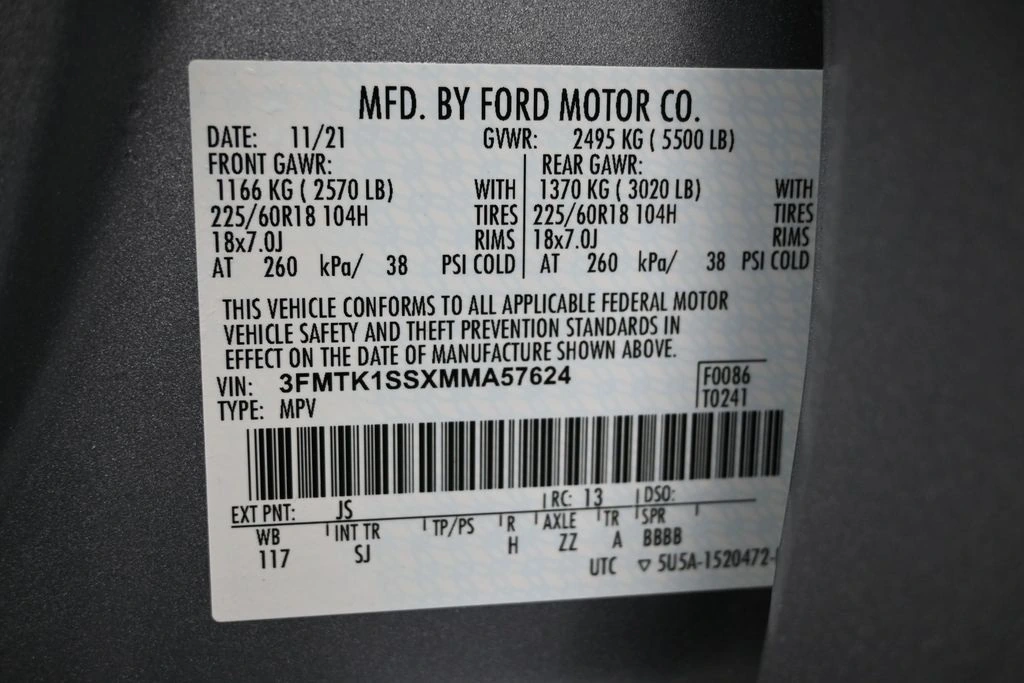 MFD. BY FORD MOTOR CO.
DATE: 11/21 GVWR: 2495 KG ( 5500 LB)
FRONT GAWR: REAR GAWR:
1166 KG ( 2570 LB) WITH 1370 KG ( 3020 LB) WITH
225/60R18 104H TIRES 225/60R18 104H TIRES
18x7.0J RIMS 18x7.0J RIMS
AT 260 kPa/ 38 PSI COLD AT 260 kPa/ 38 PSI COLD
THIS VEHICLE CONFORMS TO ALL APPLICABLE FEDERAL MOTOR
VEHICLE SAFETY AND THEFT PREVENTION STANDARDS IN
EFFECT ON THE DATE OF MANUFACTURE SHOWN ABOVE.
VIN: 3FMTK1SSXMMA57624 F0086
TYPE: MPV T0241
EXT PNT: JS RC: 13 DSO:
WB INT TR TP/PS R AXLE TR SPR
117 SJ H ZZ A BBBB
UTC ▽ 5U5A-1520472-